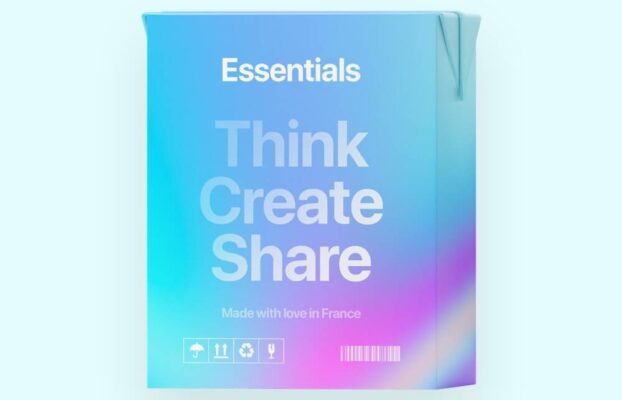 Essentials
Think
Create
Share
Made with love in France